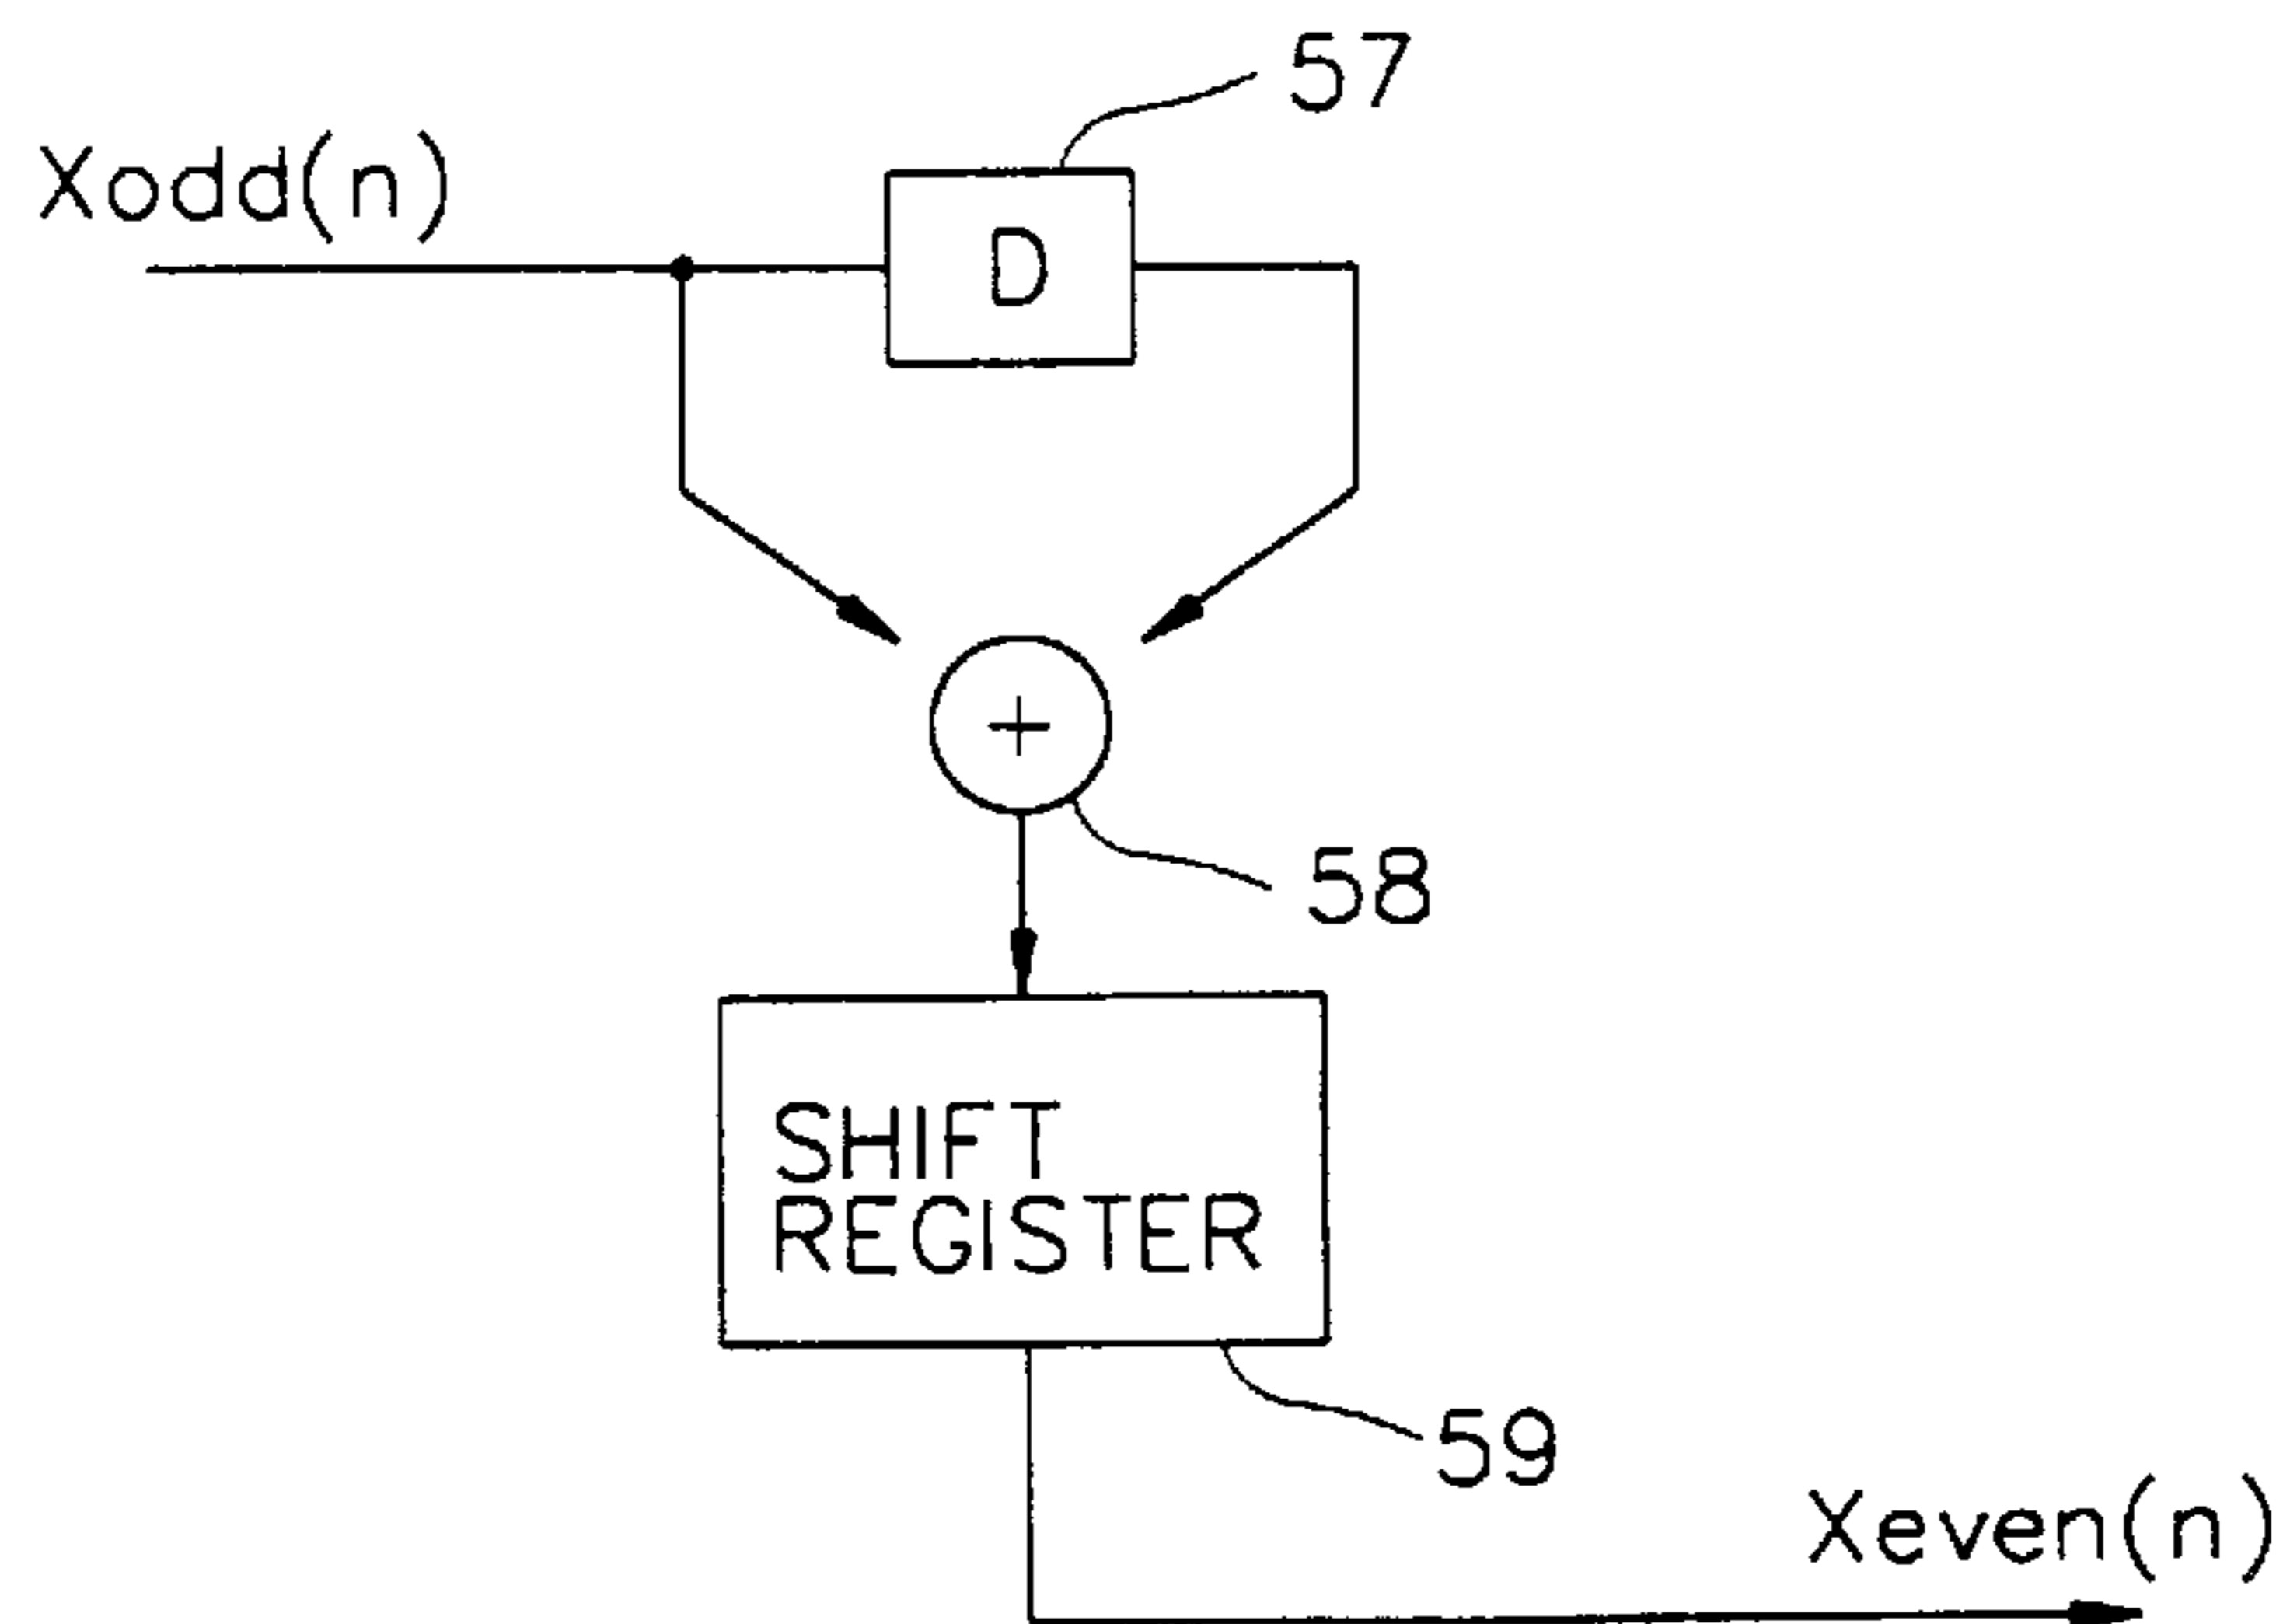 57
Xodd(n)
D
+
58
SHIFT
REGISTER
59
Xeven(n)